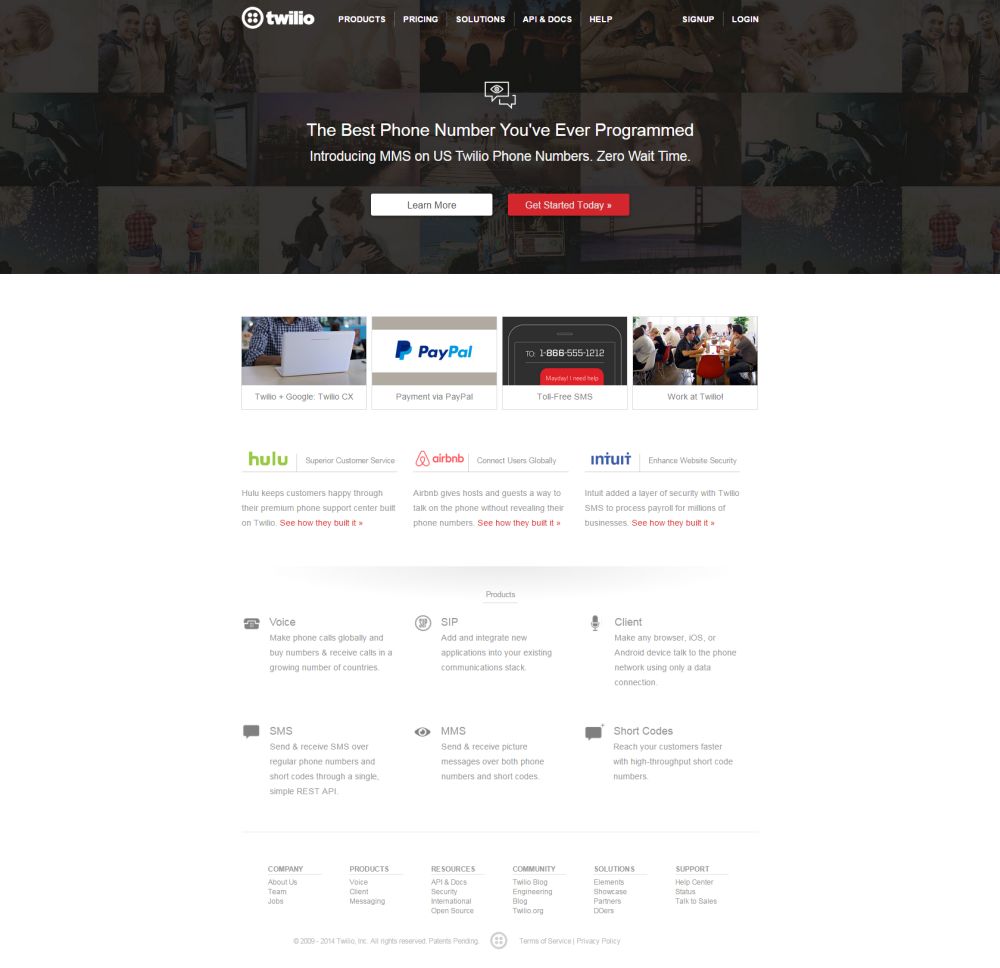 twilio PRODUCTS PRICING SOLUTIONS API & DOCS HELP SIGNUP LOGIN
The Best Phone Number You've Ever Programmed
Introducing MMS on US Twilio Phone Numbers. Zero Wait Time.
Learn More Get Started Today »
PayPal
TO: 1-866-555-1212
Mayday! I need help
Twilio + Google: Twilio CX Payment via PayPal Toll-Free SMS Work at Twilio!
hulu Superior Customer Service
Hulu keeps customers happy through
their premium phone support center built
on Twilio. See how they built it »
airbnb Connect Users Globally
Airbnb gives hosts and guests a way to
talk on the phone without revealing their
phone numbers. See how they built it »
intuit Enhance Website Security
Intuit added a layer of security with Twilio
SMS to process payroll for millions of
businesses. See how they built it »
Products
Voice
Make phone calls globally and
buy numbers & receive calls in a
growing number of countries.
SIP
SIP
Add and integrate new
applications into your existing
communications stack.
Client
Make any browser, iOS, or
Android device talk to the phone
network using only a data
connection.
SMS
Send & receive SMS over
regular phone numbers and
short codes through a single,
simple REST API.
MMS
Send & receive picture
messages over both phone
numbers and short codes.
Short Codes
Reach your customers faster
with high-throughput short code
numbers.
COMPANY
About Us
Team
Jobs
PRODUCTS
Voice
Client
Messaging
RESOURCES
API & Docs
Security
International
Open Source
COMMUNITY
Twilio Blog
Engineering
Blog
Twilio.org
SOLUTIONS
Elements
Showcase
Partners
DOers
SUPPORT
Help Center
Status
Talk to Sales
© 2009 - 2014 Twilio, Inc. All rights reserved. Patents Pending. Terms of Service | Privacy Policy